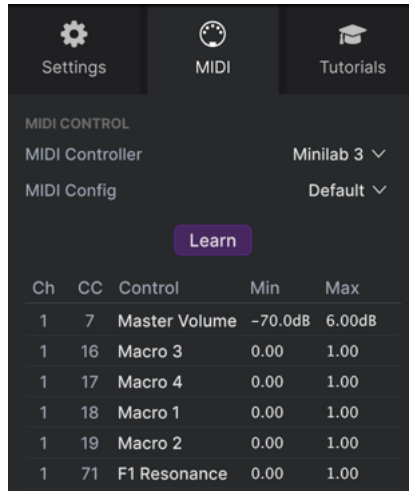 Settings MIDI Tutorials
MIDI CONTROL
MIDI Controller Minilab 3
MIDI Config Default
Learn
Ch CC Control Min Max
1 7 Master Volume -70.0dB 6.00dB
1 16 Macro 3 0.00 1.00
1 17 Macro 4 0.00 1.00
1 18 Macro 1 0.00 1.00
1 19 Macro 2 0.00 1.00
1 71 F1 Resonance 0.00 1.00